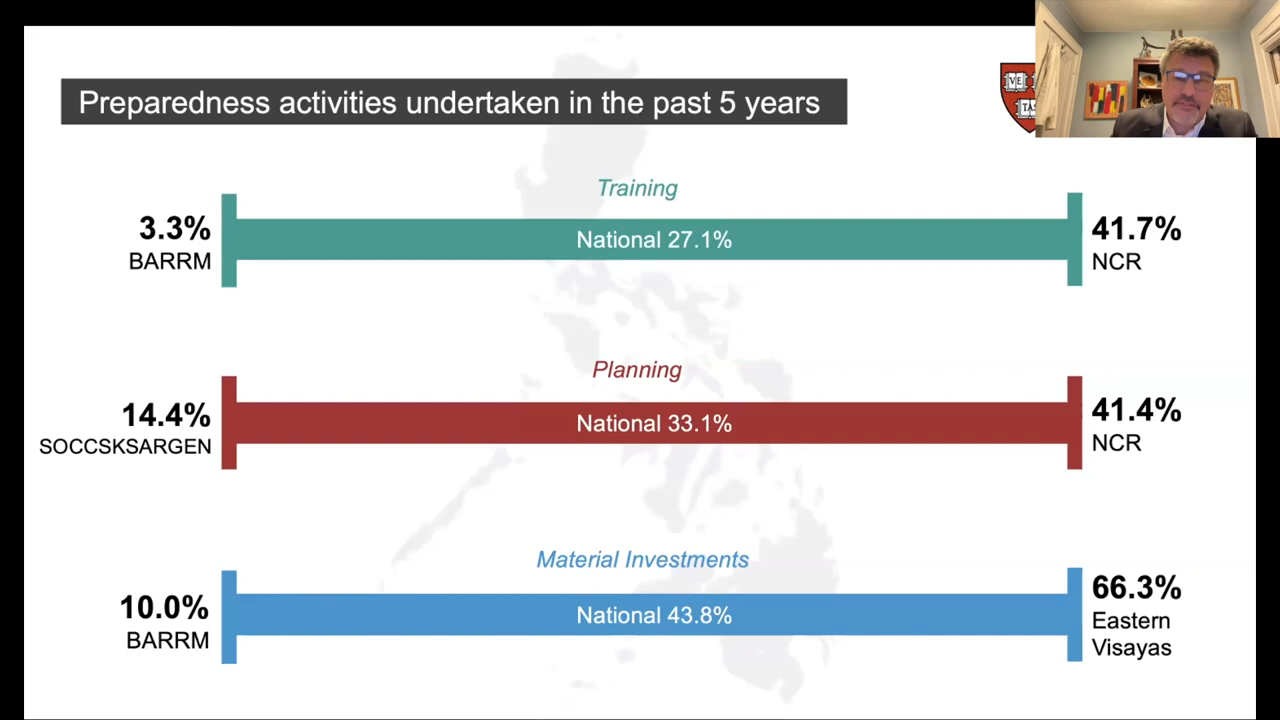 Preparedness activities undertaken in the past 5 years
VE
TAS
Training
3.3%
BARRM
National 27.1%
41.7%
NCR
Planning
14.4%
SOCCSKSARGEN
National 33.1%
41.4%
NCR
Material Investments
10.0%
BARRM
National 43.8%
66.3%
Eastern
Visayas